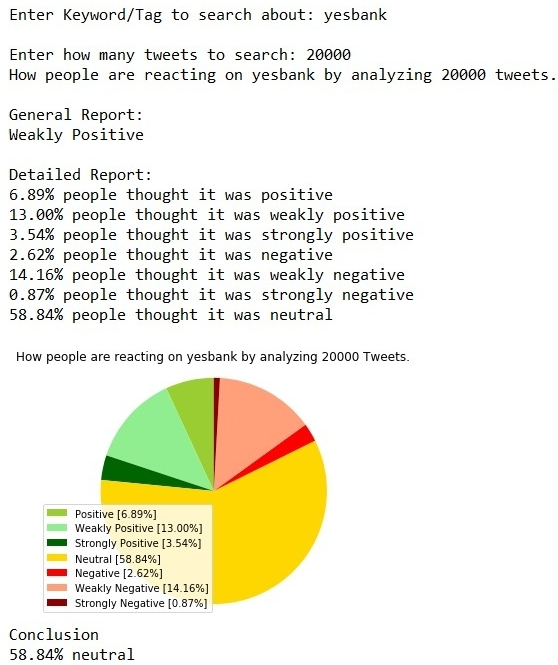 Enter Keyword/Tag to search about: yesbank
Enter how many tweets to search: 20000
How people are reacting on yesbank by analyzing 20000 tweets.
General Report:
Weakly Positive
Detailed Report:
6.89% people thought it was positive
13.00% people thought it was weakly positive
3.54% people thought it was strongly positive
2.62% people thought it was negative
14.16% people thought it was weakly negative
0.87% people thought it was strongly negative
58.84% people thought it was neutral
How people are reacting on yesbank by analyzing 20000 Tweets.
Positive [6.89%]
Weakly Positive [13.00%]
Strongly Positive [3.54%]
Neutral [58.84%]
Negative [2.62%]
Weakly Negative [14.16%]
Strongly Negative [0.87%]
Conclusion
58.84% neutral